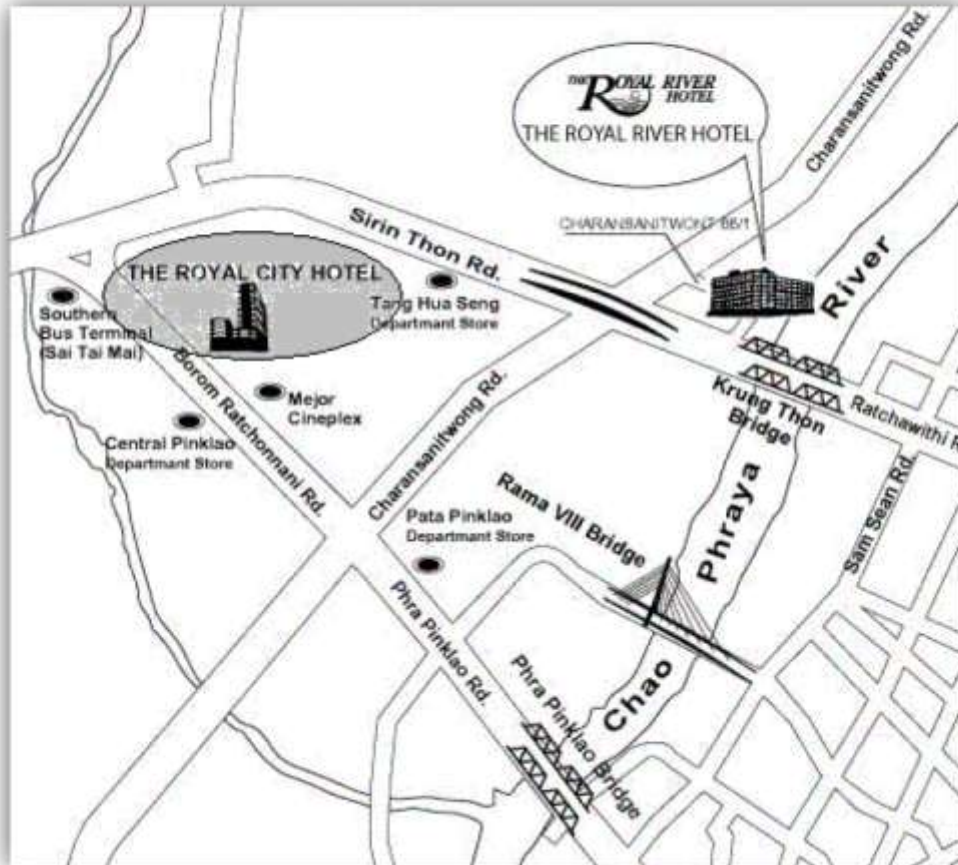 Charansanitwong Rd.
THE ROYAL RIVER
HOTEL
THE ROYAL RIVER HOTEL
CHARANSANITWONG 66/1
Sirin Thon Rd.
THE ROYAL CITY HOTEL
Tang Hua Seng
Departmant Store
Southern
Bus Terminal
(Sai Tai Mai)
Borom Ratchonnani Rd.
Mejor
Cineplex
Central Pinklao
Departmant Store
Charansanitwong Rd.
Krung Thon
Bridge
Ratchawithi R
Sam Sean Rd.
Pata Pinklao
Departmant Store
Rama VIII Bridge
Chao Phraya River
Phra Pinklao Rd.
Phra Pinklao Bridge